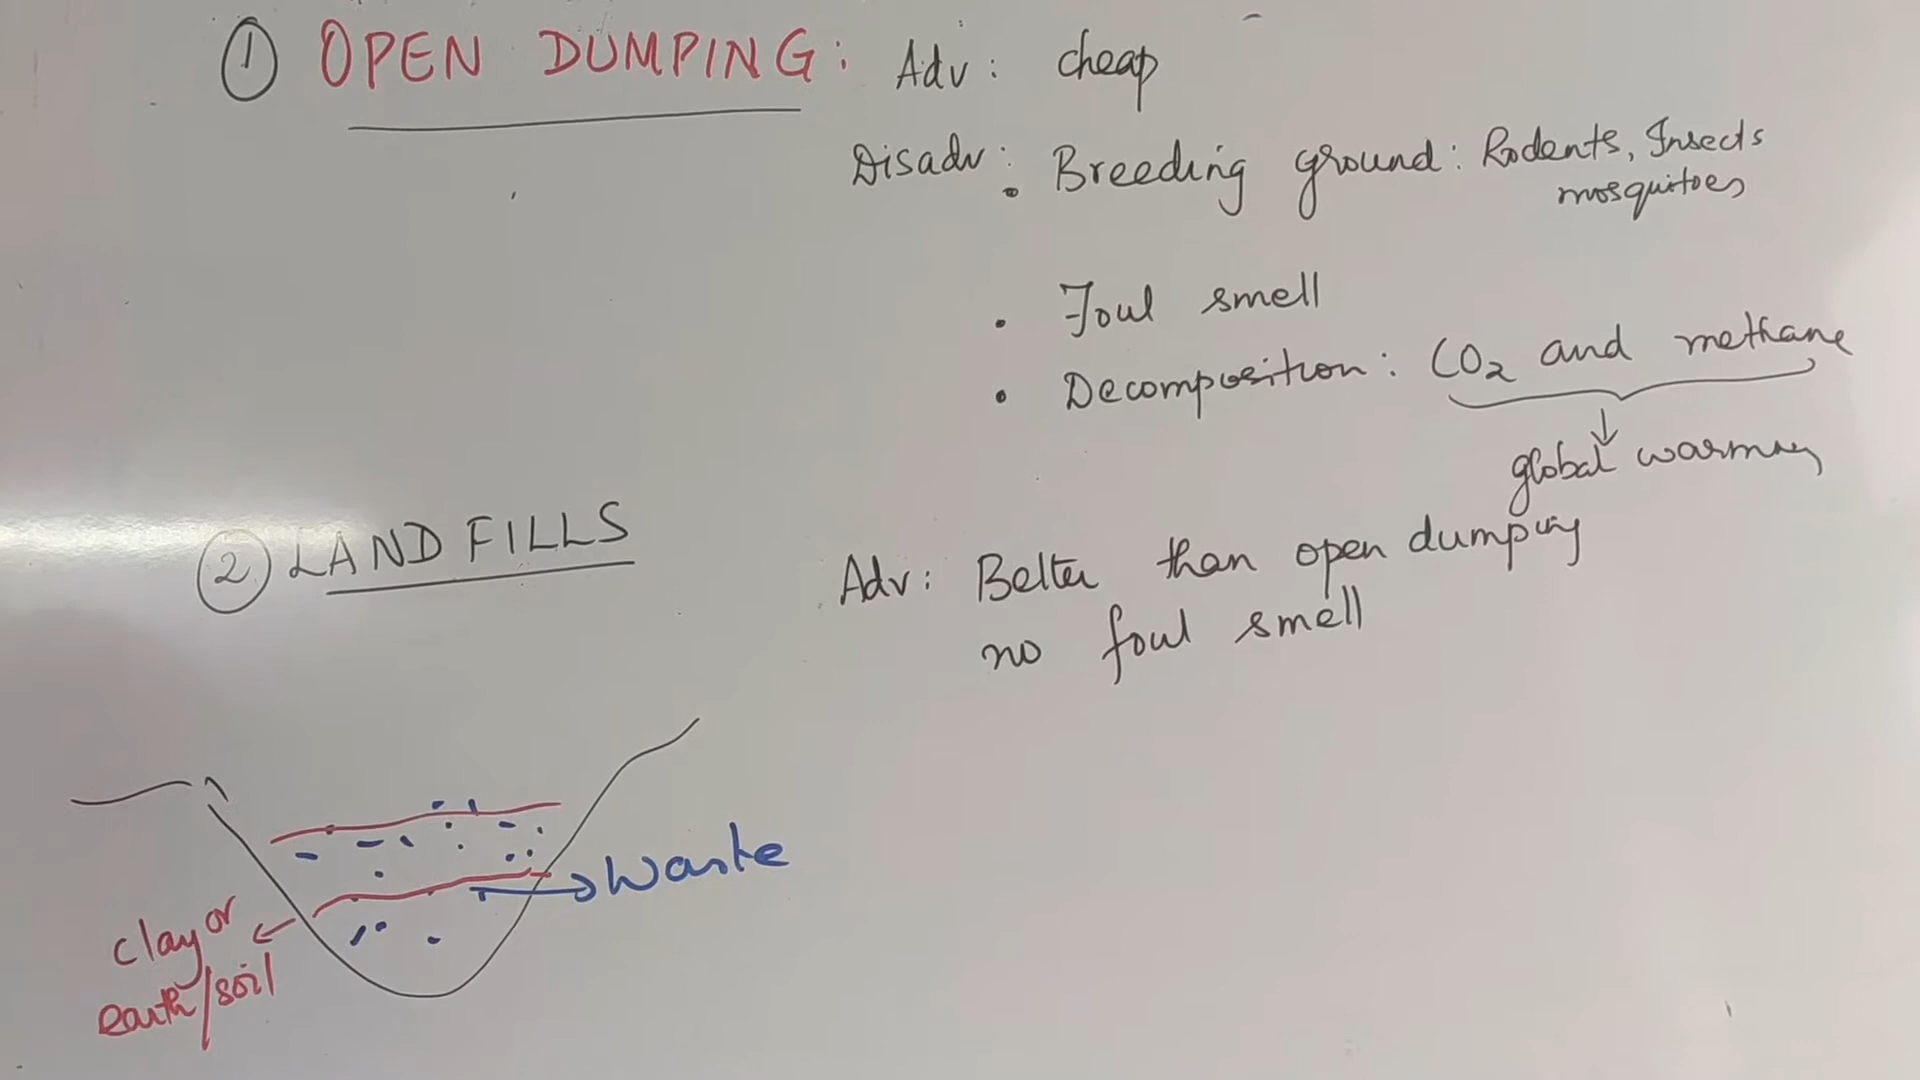 ① OPEN DUMPING: Adv: cheap
Disadv:
• Breeding ground: Rodents, Insects
mosquitoes
• Foul smell
• Decomposition: CO₂ and methane
↓
global warming
② LAND FILLS
Adv: Better than open dumping
no foul smell
→ Waste
clay or
earth/soil